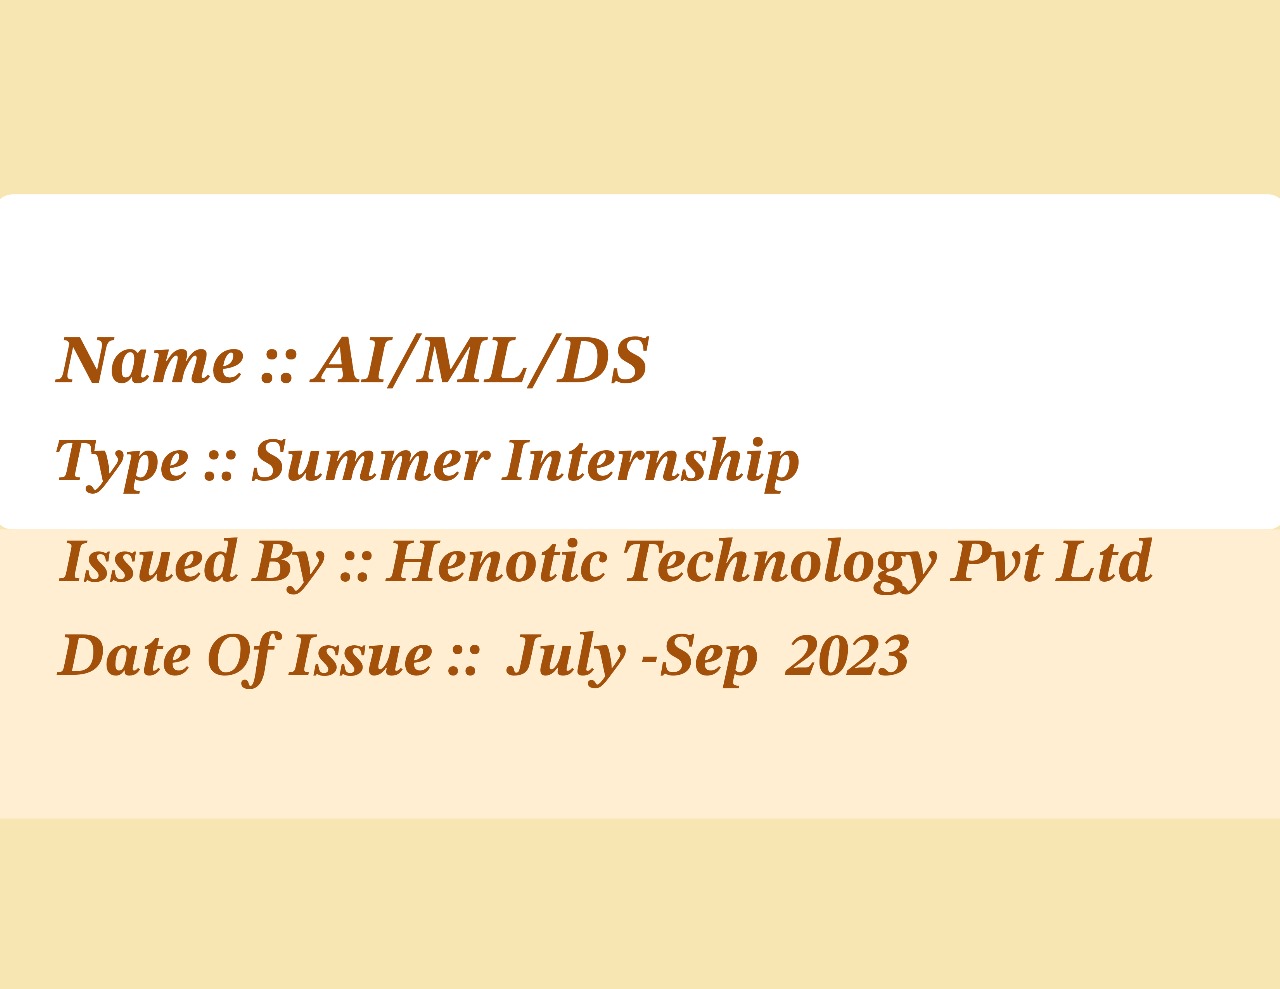 Name :: AI/ML/DS
Type :: Summer Internship
Issued By :: Henotic Technology Pvt Ltd
Date Of Issue :: July -Sep 2023